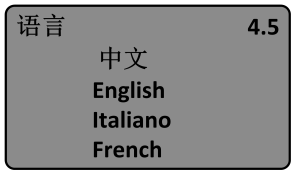 语言 4.5
中文
English
Italiano
French